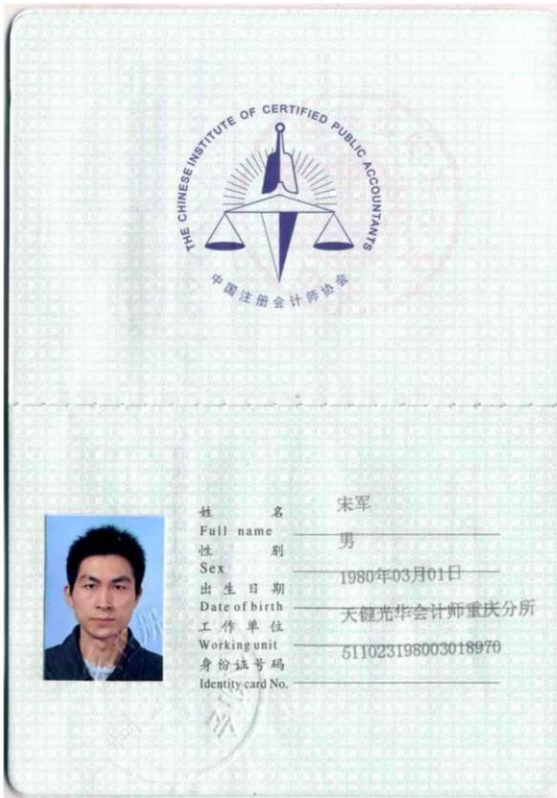 THE CHINESE INSTITUTE OF CERTIFIED PUBLIC ACCOUNTANTS
中国注册会计师协会
姓 名 宋军
Full name
性 别 男
Sex
出生日期 1980年03月01日
Date of birth
工作单位 天健光华会计师重庆分所
Working unit
身份证号码 511023198003018970
Identity card No.